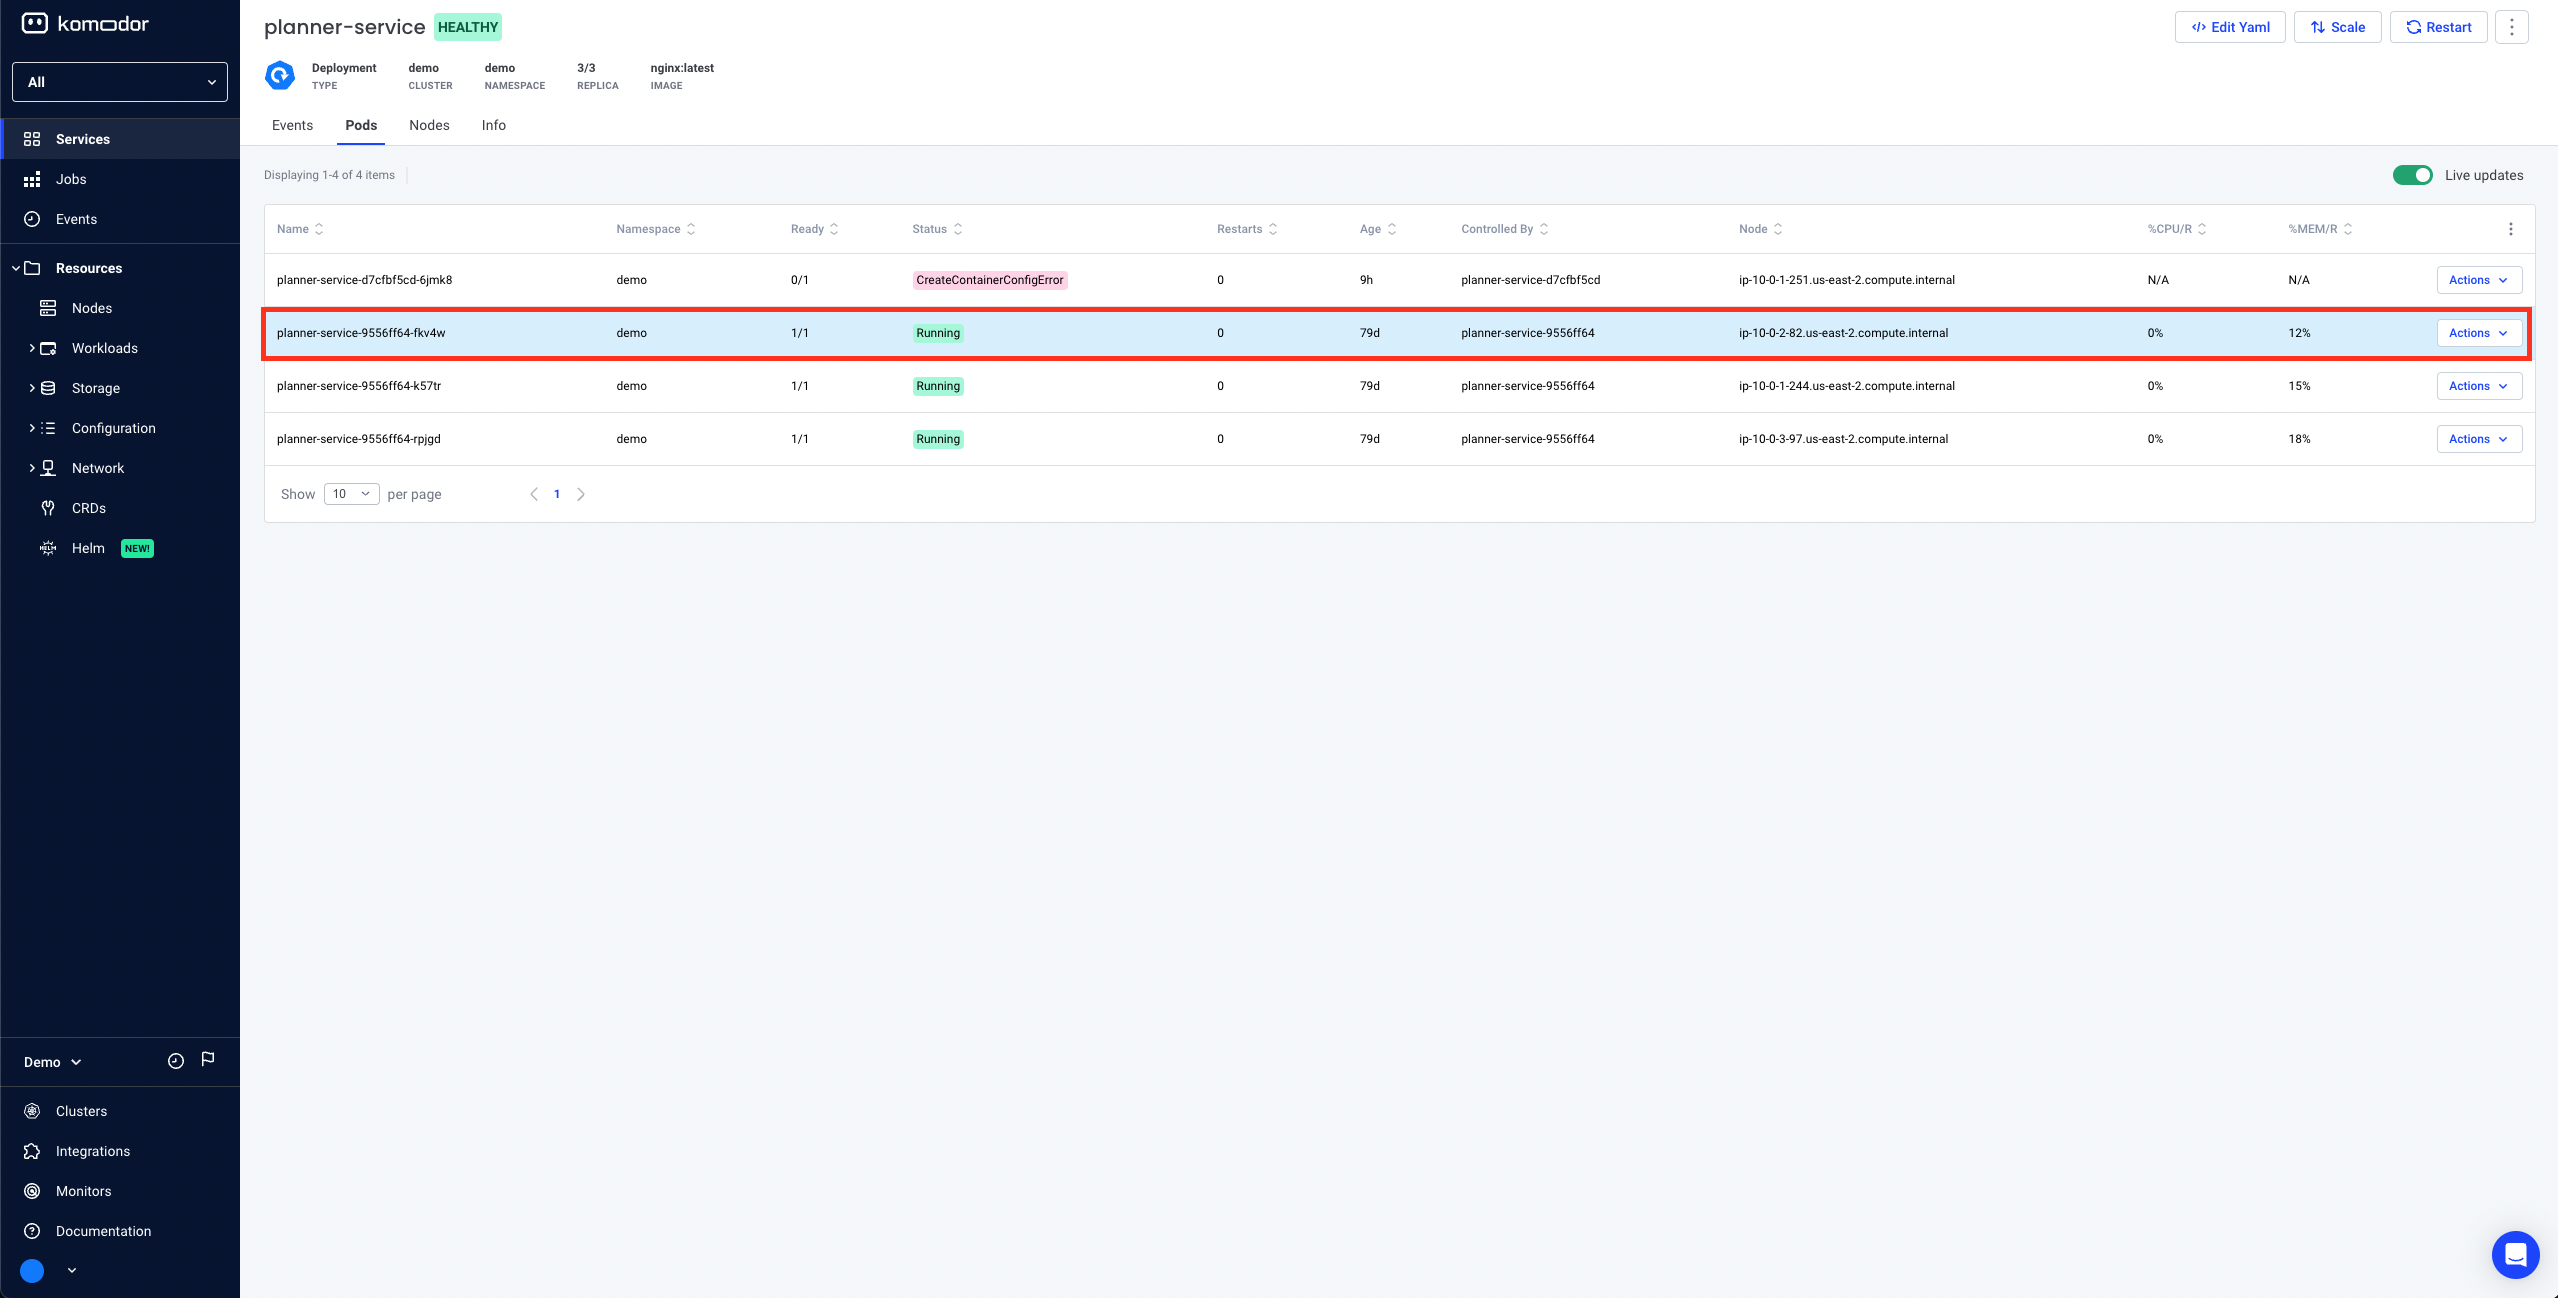 komodor
All
Services
Jobs
Events
Resources
Nodes
Workloads
Storage
Configuration
Network
CRDs
Helm NEW!
Demo
Clusters
Integrations
Monitors
Documentation
planner-service HEALTHY
Edit Yaml Scale Restart
Deployment demo demo 3/3 nginx:latest
TYPE CLUSTER NAMESPACE REPLICA IMAGE
Events Pods Nodes Info
Displaying 1-4 of 4 items Live updates
Name Namespace Ready Status Restarts Age Controlled By Node %CPU/R %MEM/R
planner-service-d7cfbf5cd-6jmk8 demo 0/1 CreateContainerConfigError 0 9h planner-service-d7cfbf5cd ip-10-0-1-251.us-east-2.compute.internal N/A N/A Actions
planner-service-9556ff64-fkv4w demo 1/1 Running 0 79d planner-service-9556ff64 ip-10-0-2-82.us-east-2.compute.internal 0% 12% Actions
planner-service-9556ff64-k57tr demo 1/1 Running 0 79d planner-service-9556ff64 ip-10-0-1-244.us-east-2.compute.internal 0% 15% Actions
planner-service-9556ff64-rpjgd demo 1/1 Running 0 79d planner-service-9556ff64 ip-10-0-3-97.us-east-2.compute.internal 0% 18% Actions
Show 10 per page 1